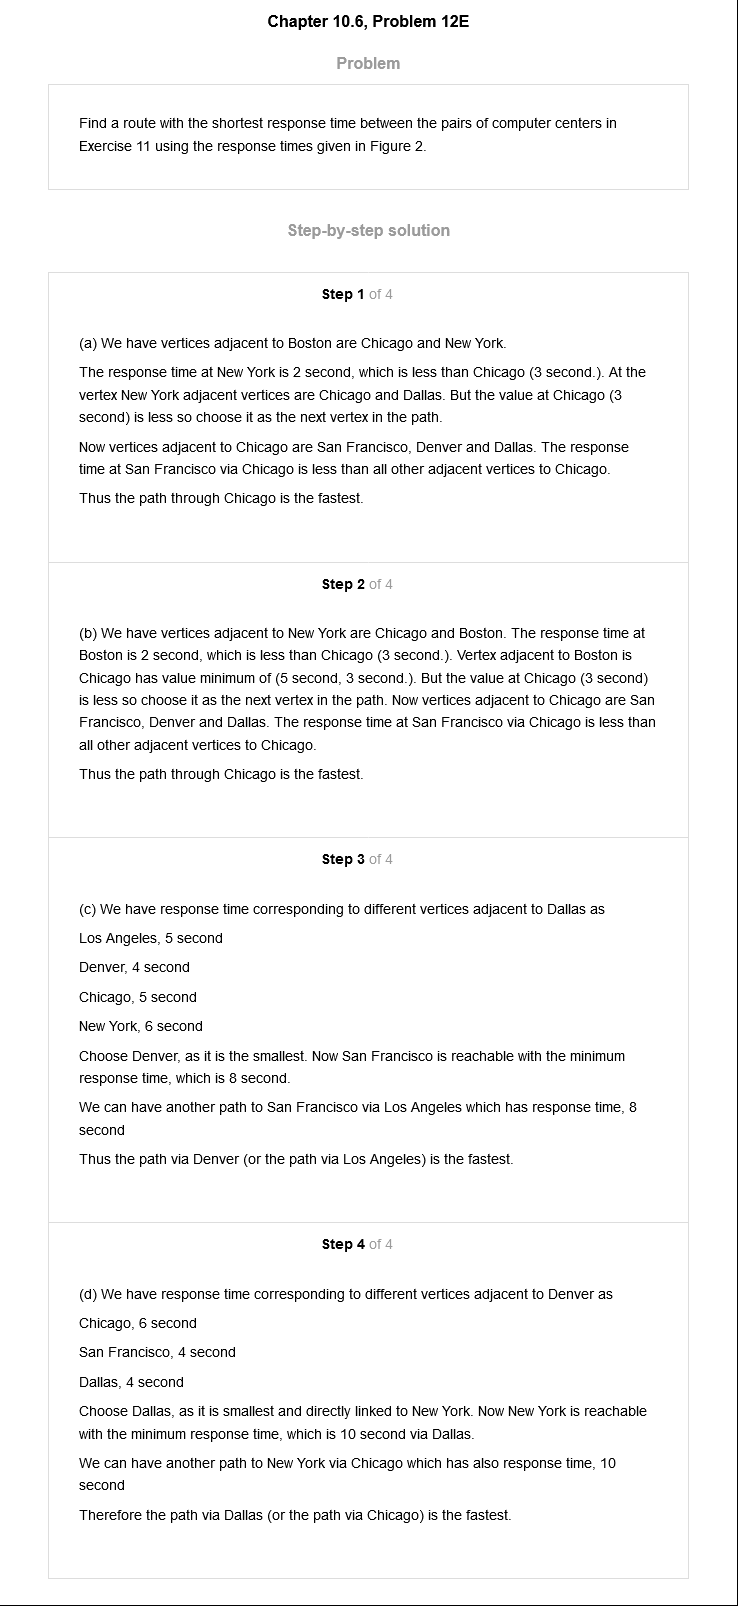 Chapter 10.6, Problem 12E
Problem
Find a route with the shortest response time between the pairs of computer centers in
Exercise 11 using the response times given in Figure 2.
Step-by-step solution
Step 1 of 4
(a) We have vertices adjacent to Boston are Chicago and New York.
The response time at New York is 2 second, which is less than Chicago (3 second.). At the
vertex New York adjacent vertices are Chicago and Dallas. But the value at Chicago (3
second) is less so choose it as the next vertex in the path.
Now vertices adjacent to Chicago are San Francisco, Denver and Dallas. The response
time at San Francisco via Chicago is less than all other adjacent vertices to Chicago.
Thus the path through Chicago is the fastest.
Step 2 of 4
(b) We have vertices adjacent to New York are Chicago and Boston. The response time at
Boston is 2 second, which is less than Chicago (3 second.). Vertex adjacent to Boston is
Chicago has value minimum of (5 second, 3 second.). But the value at Chicago (3 second)
is less so choose it as the next vertex in the path. Now vertices adjacent to Chicago are San
Francisco, Denver and Dallas. The response time at San Francisco via Chicago is less than
all other adjacent vertices to Chicago.
Thus the path through Chicago is the fastest.
Step 3 of 4
(c) We have response time corresponding to different vertices adjacent to Dallas as
Los Angeles, 5 second
Denver, 4 second
Chicago, 5 second
New York, 6 second
Choose Denver, as it is the smallest. Now San Francisco is reachable with the minimum
response time, which is 8 second.
We can have another path to San Francisco via Los Angeles which has response time, 8
second
Thus the path via Denver (or the path via Los Angeles) is the fastest.
Step 4 of 4
(d) We have response time corresponding to different vertices adjacent to Denver as
Chicago, 6 second
San Francisco, 4 second
Dallas, 4 second
Choose Dallas, as it is smallest and directly linked to New York. Now New York is reachable
with the minimum response time, which is 10 second via Dallas.
We can have another path to New York via Chicago which has also response time, 10
second
Therefore the path via Dallas (or the path via Chicago) is the fastest.